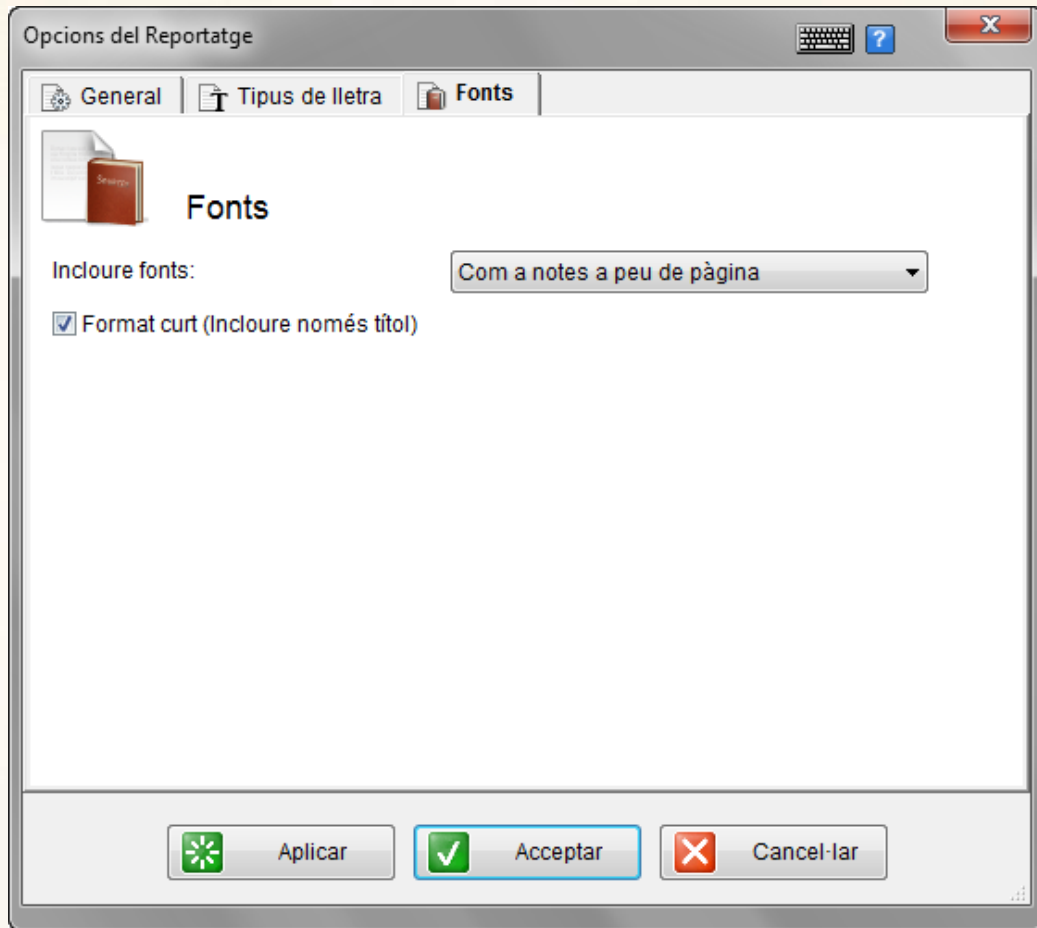 Opcions del Reportatge
General Tipus de lletra Fonts
Fonts
Incloure fonts: Com a notes a peu de pàgina
Format curt (Incloure només títol)
Aplicar Acceptar Cancel·lar